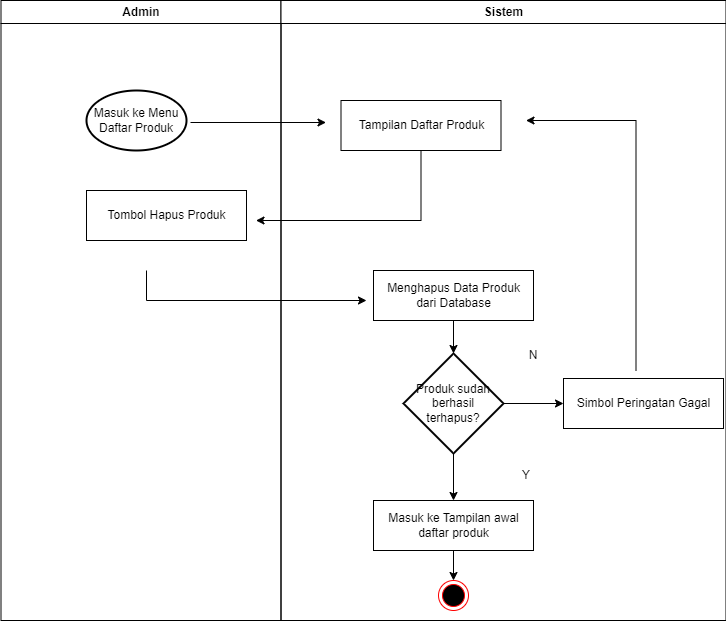 Admin
Sistem
Masuk ke Menu
Daftar Produk
Tampilan Daftar Produk
Tombol Hapus Produk
Menghapus Data Produk
dari Database
N
Produk sudah
berhasil
terhapus?
Simbol Peringatan Gagal
Y
Masuk ke Tampilan awal
daftar produk